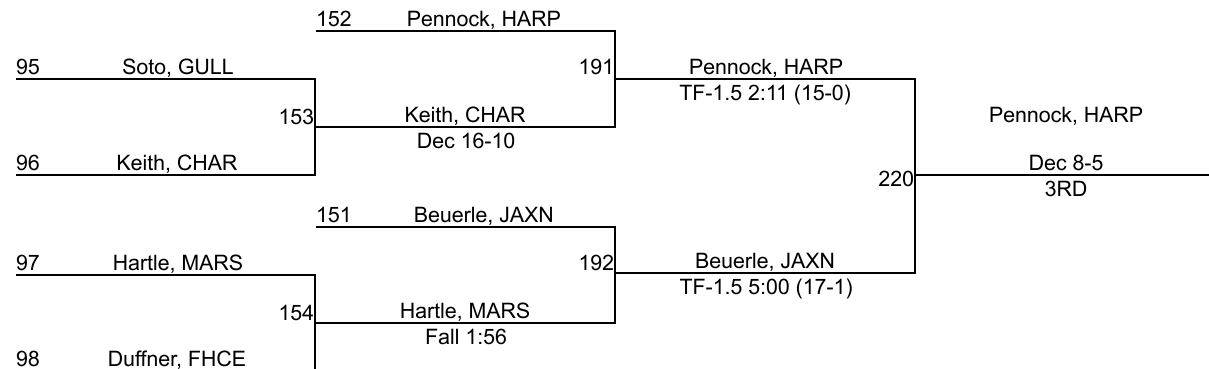 152 Pennock, HARP
95 Soto, GULL
191 Pennock, HARP
TF-1.5 2:11 (15-0)
153 Keith, CHAR
Dec 16-10
Pennock, HARP
96 Keith, CHAR
Dec 8-5
220
3RD
151 Beuerle, JAXN
97 Hartle, MARS
192 Beuerle, JAXN
TF-1.5 5:00 (17-1)
154 Hartle, MARS
Fall 1:56
98 Duffner, FHCE